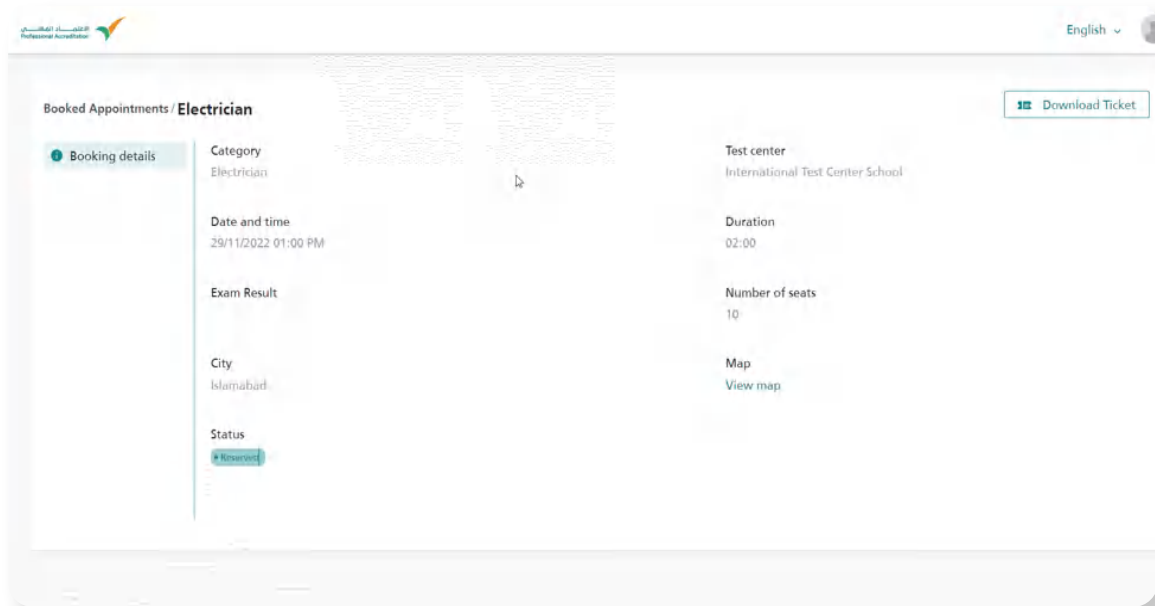 الاعتماد المهني
Professional Accreditation
English
Booked Appointments / Electrician
Download Ticket
Booking details
Category
Electrician
Test center
International Test Center School
Date and time
29/11/2022 01:00 PM
Duration
02:00
Exam Result
Number of seats
10
City
Islamabad
Map
View map
Status
Reserved